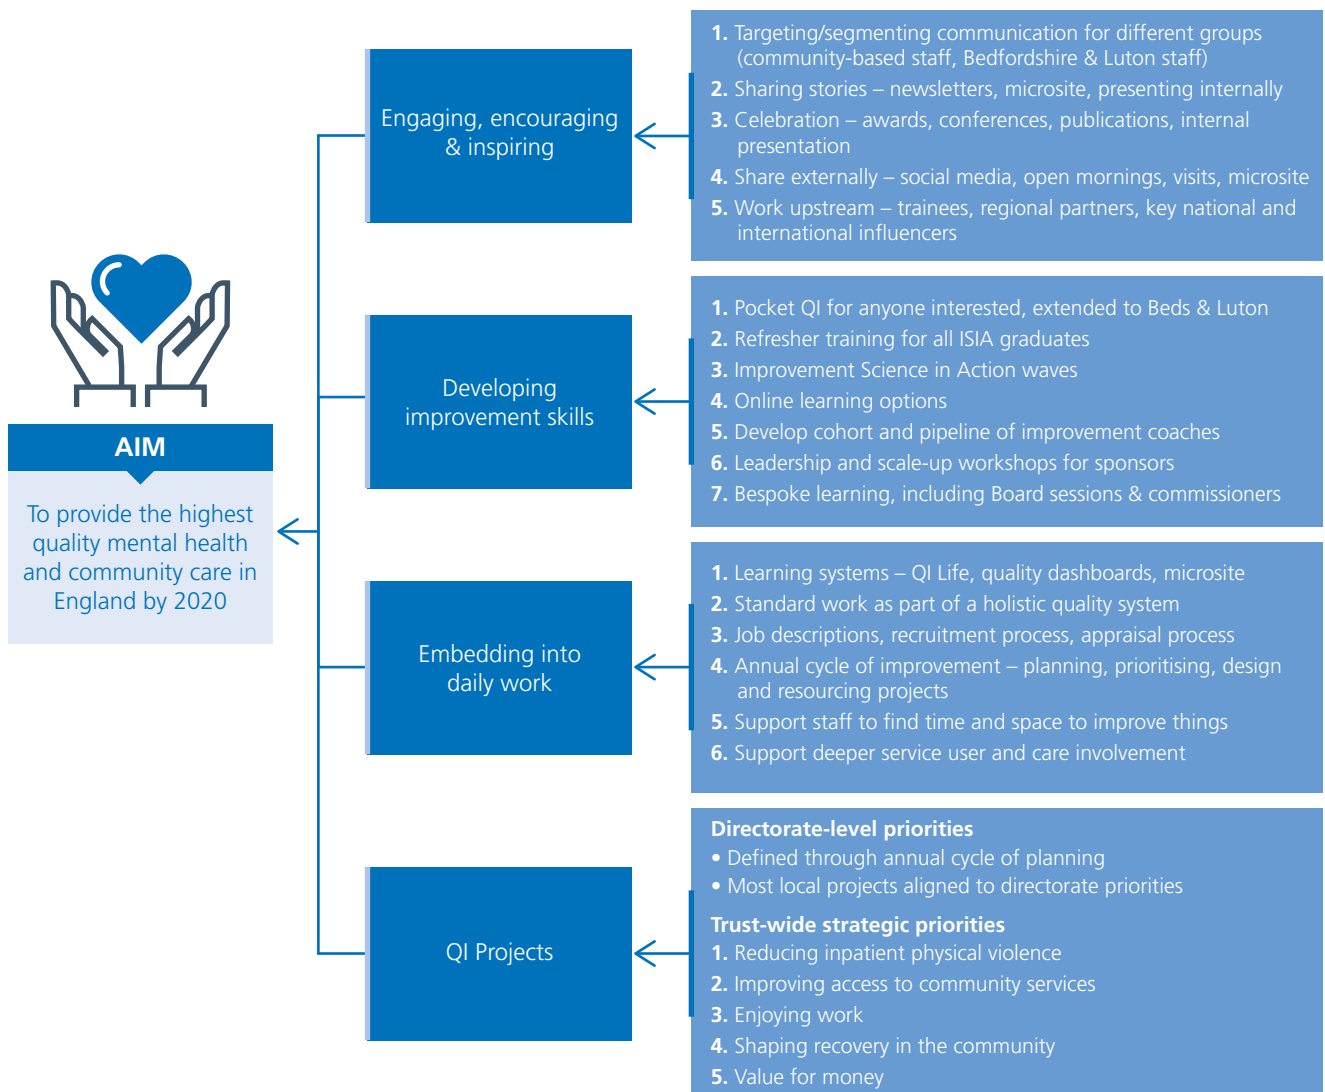 AIM
To provide the highest
quality mental health
and community care in
England by 2020
Engaging, encouraging
& inspiring
1. Targeting/segmenting communication for different groups
(community-based staff, Bedfordshire & Luton staff)
2. Sharing stories – newsletters, microsite, presenting internally
3. Celebration – awards, conferences, publications, internal
presentation
4. Share externally – social media, open mornings, visits, microsite
5. Work upstream – trainees, regional partners, key national and
international influencers
Developing
improvement skills
1. Pocket QI for anyone interested, extended to Beds & Luton
2. Refresher training for all ISIA graduates
3. Improvement Science in Action waves
4. Online learning options
5. Develop cohort and pipeline of improvement coaches
6. Leadership and scale-up workshops for sponsors
7. Bespoke learning, including Board sessions & commissioners
Embedding into
daily work
1. Learning systems – QI Life, quality dashboards, microsite
2. Standard work as part of a holistic quality system
3. Job descriptions, recruitment process, appraisal process
4. Annual cycle of improvement – planning, prioritising, design
and resourcing projects
5. Support staff to find time and space to improve things
6. Support deeper service user and care involvement
QI Projects
Directorate-level priorities
• Defined through annual cycle of planning
• Most local projects aligned to directorate priorities
Trust-wide strategic priorities
1. Reducing inpatient physical violence
2. Improving access to community services
3. Enjoying work
4. Shaping recovery in the community
5. Value for money